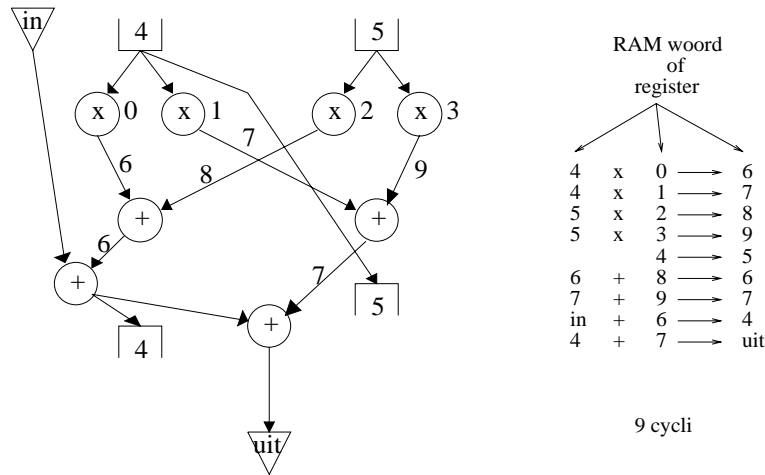 in
4
5
x 0
x 1
x 2
x 3
7
6
8
9
+
+
6
+
7
5
4
+
uit
RAM woord
of
register
4 x 0 6
4 x 1 7
5 x 2 8
5 x 3 9
4 5
6 + 8 6
7 + 9 7
in + 6 4
4 + 7 uit
9 cycli